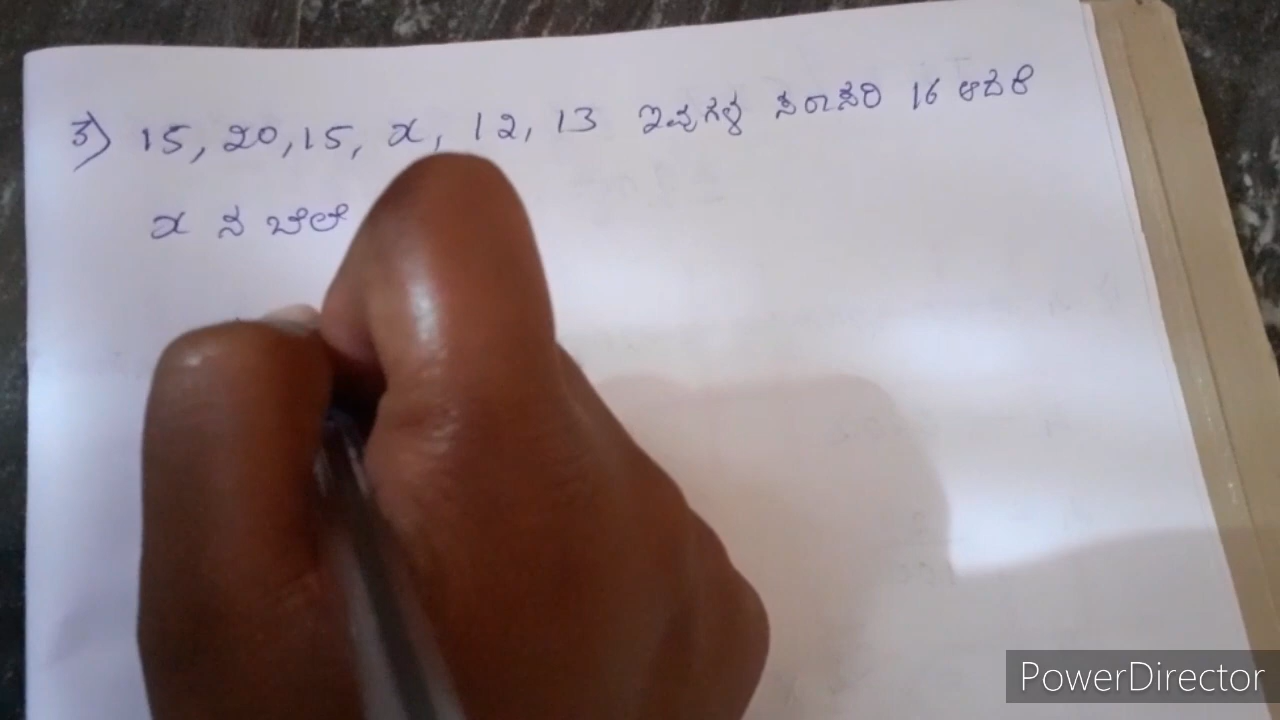 3) 15, 20, 15, x, 12, 13 ಇವುಗಳ ಸರಾಸರಿ 16 ಆದರೆ
x ನ ಬೆಲೆ
PowerDirector